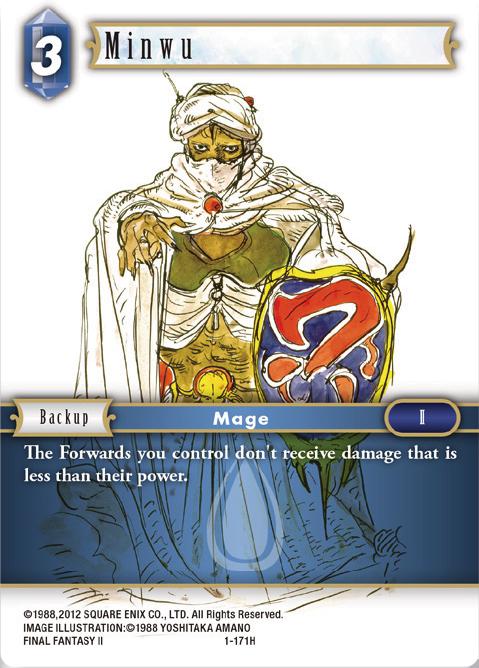 3
Minwu
Backup
Mage
II
The Forwards you control don't receive damage that is
less than their power.
©1988,2012 SQUARE ENIX CO., LTD. All Rights Reserved.
IMAGE ILLUSTRATION:©1988 YOSHITAKA AMANO
FINAL FANTASY II 1-171H